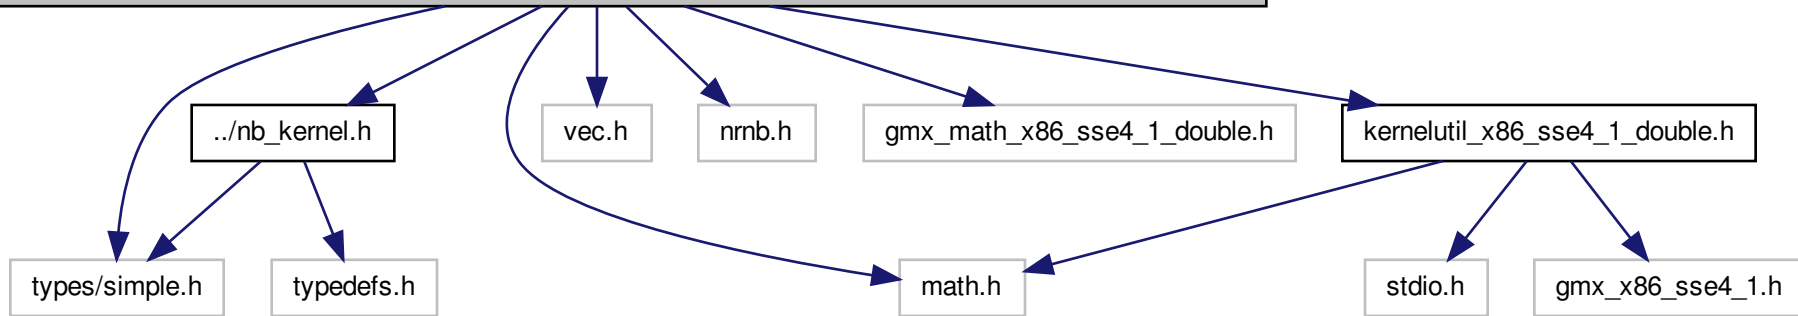 ../nb_kernel.h
vec.h
nrnb.h
gmx_math_x86_sse4_1_double.h
kernelutil_x86_sse4_1_double.h
types/simple.h
typedefs.h
math.h
stdio.h
gmx_x86_sse4_1.h